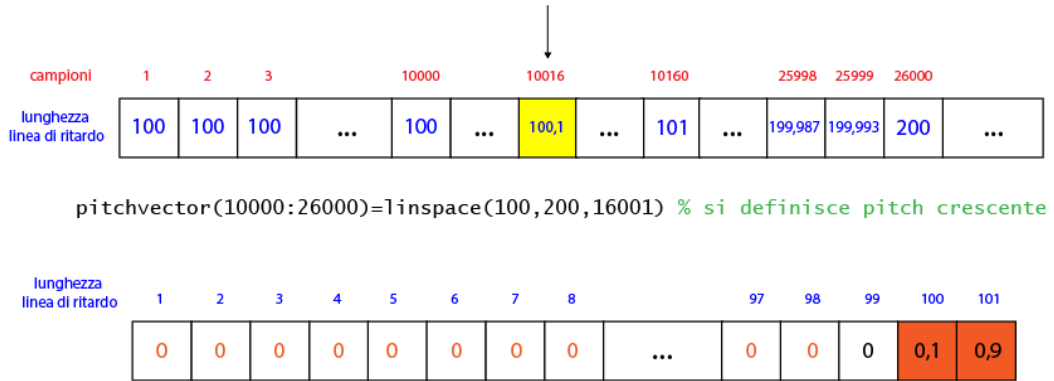 campioni 1 2 3 10000 10016 10160 25998 25999 26000
lunghezza
linea di ritardo
100 100 100 ... 100 ... 100,1 ... 101 ... 199,987 199,993 200 ...
pitchvector(10000:26000)=linspace(100,200,16001) % si definisce pitch crescente
lunghezza
linea di ritardo
1 2 3 4 5 6 7 8 97 98 99 100 101
0 0 0 0 0 0 0 0 ... 0 0 0 0,1 0,9